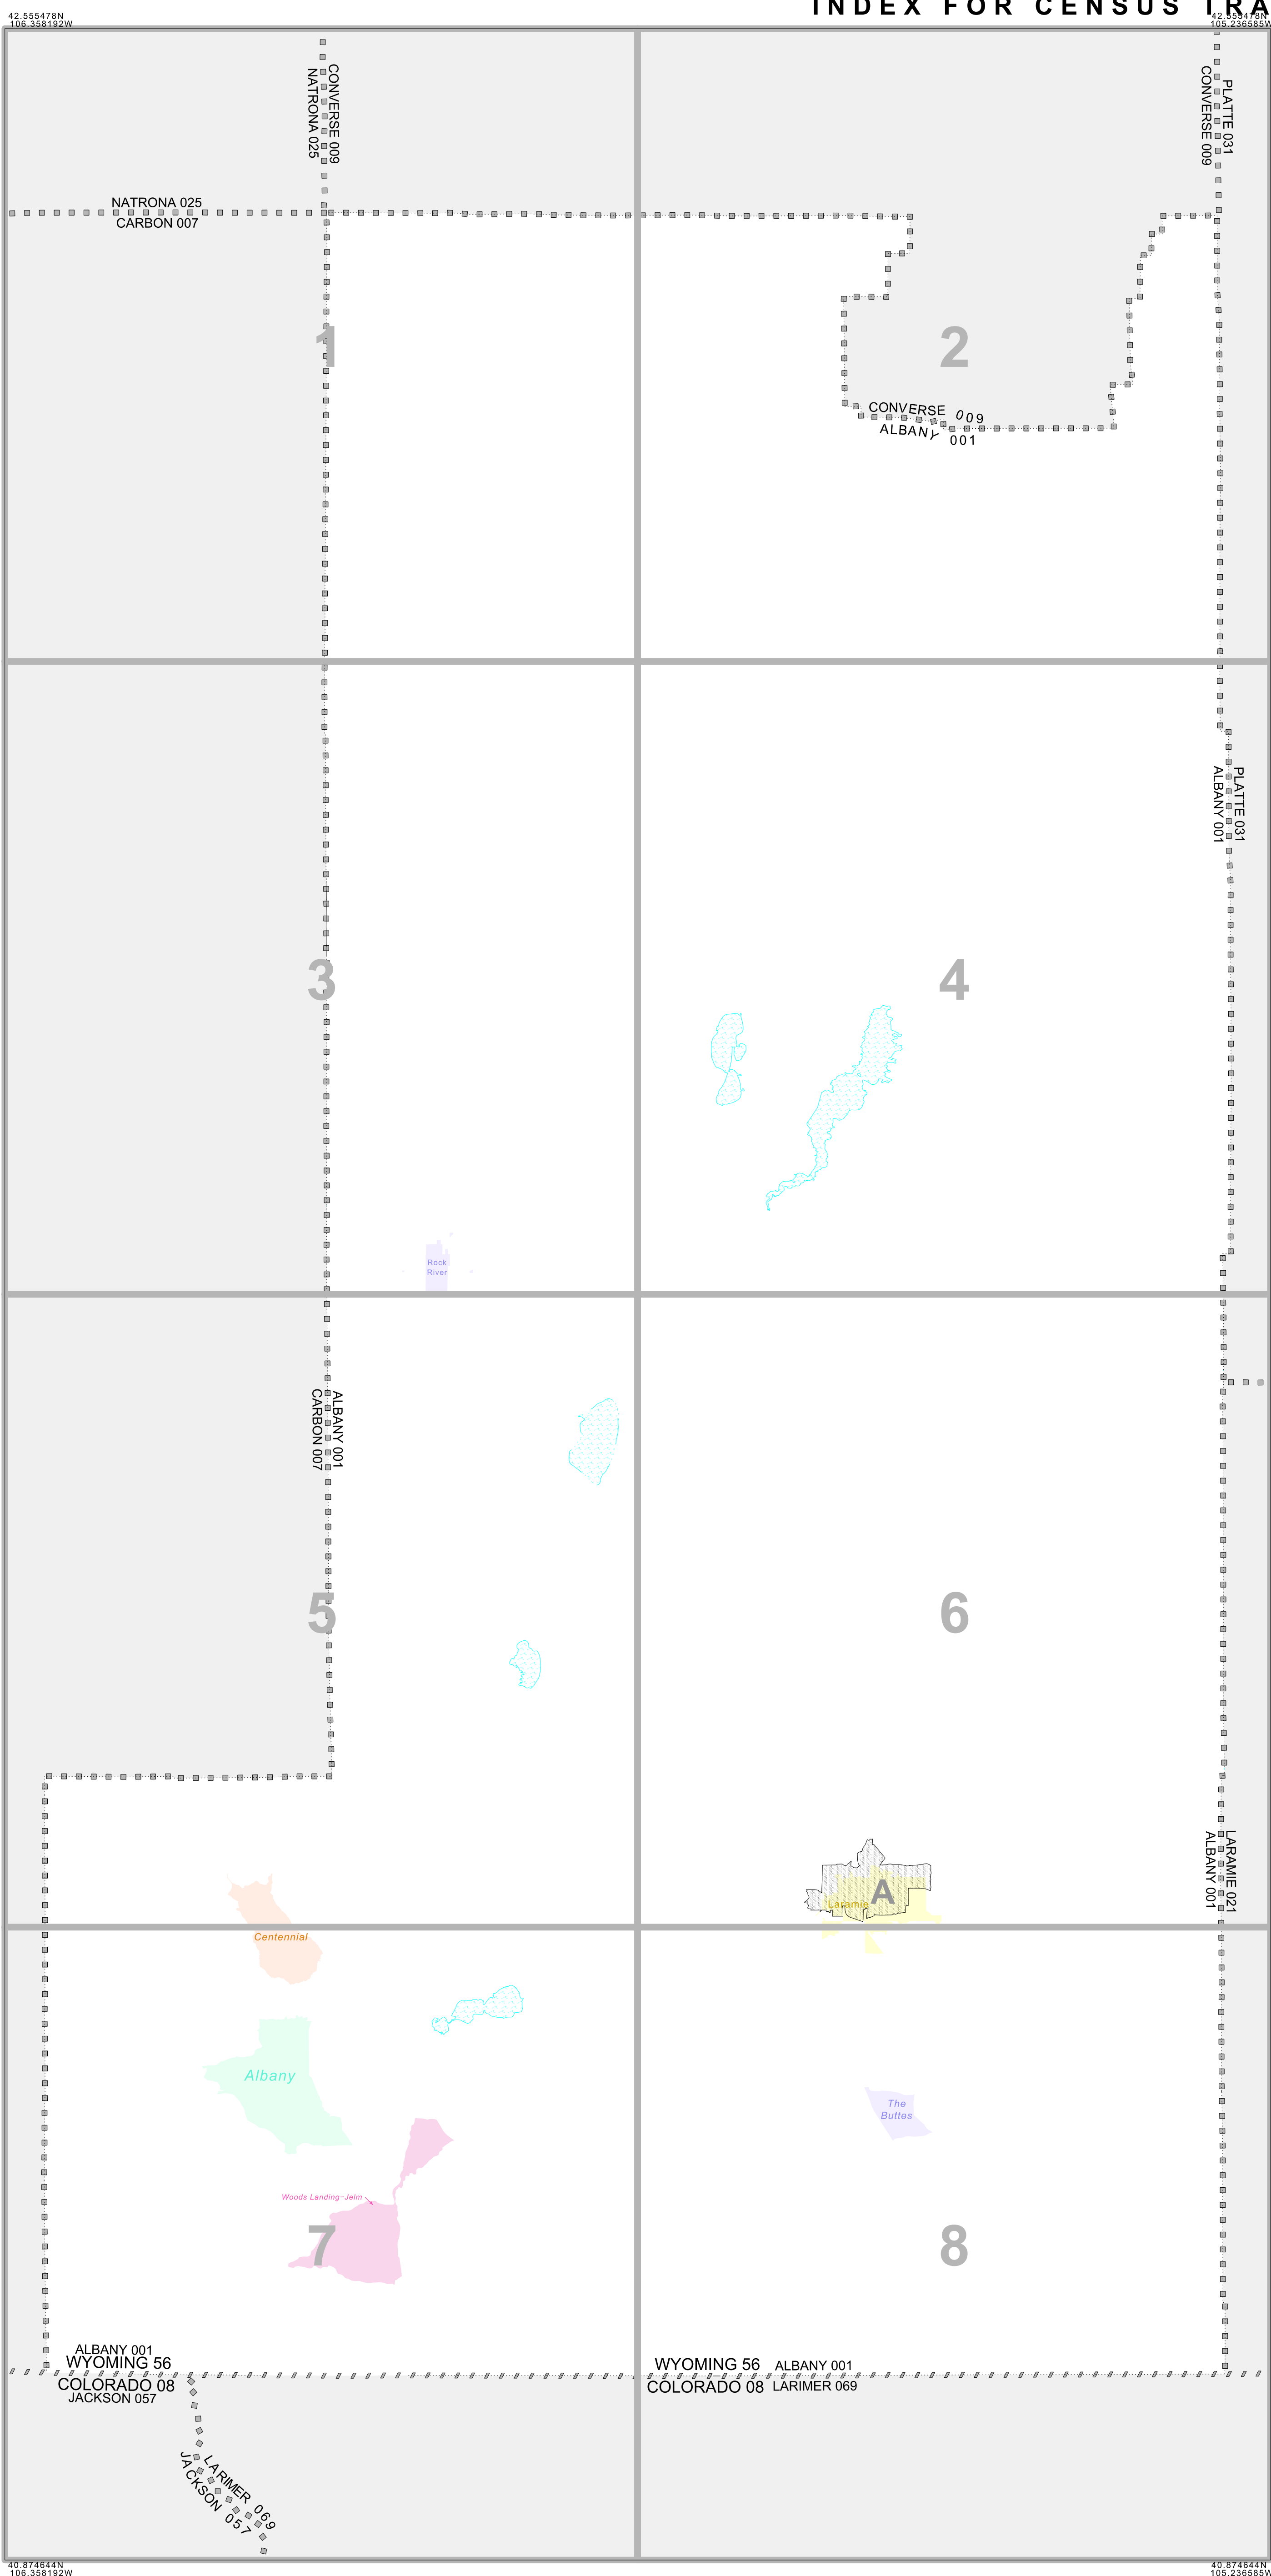 INDEX FOR CENSUS TRA
42.555478N
106.358192W
42.555478N
105.236585W
CONVERSE 009
NATRONA 025
PLATTE 031
CONVERSE 009
NATRONA 025
CARBON 007
1
2
CONVERSE 009
ALBANY 001
PLATTE 031
ALBANY 001
3
4
Rock
River
ALBANY 001
CARBON 007
5
6
LARAMIE 021
ALBANY 001
A
Laramie
Centennial
Albany
The
Buttes
Woods Landing-Jelm
7
8
ALBANY 001
WYOMING 56
COLORADO 08
JACKSON 057
WYOMING 56 ALBANY 001
COLORADO 08 LARIMER 069
LARIMER 069
JACKSON 057
40.874644N
106.358192W
40.874644N
105.236585W